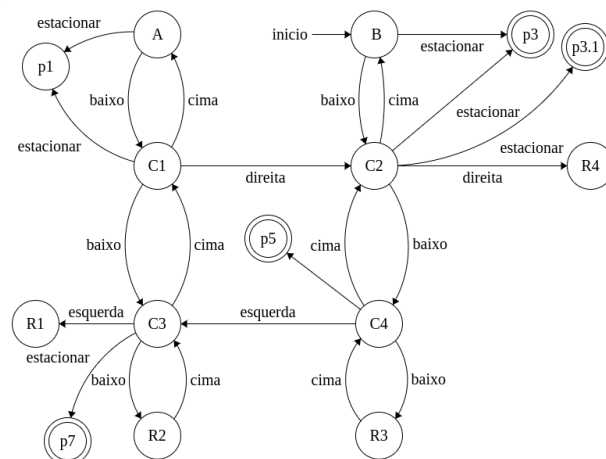 estacionar
A
inicio
B
p3
p3.1
estacionar
p1
baixo
cima
baixo
cima
estacionar
estacionar
estacionar
C1
direita
C2
direita
R4
baixo
cima
p5
cima
baixo
R1
esquerda
C3
esquerda
C4
estacionar
baixo
cima
cima
baixo
p7
R2
R3